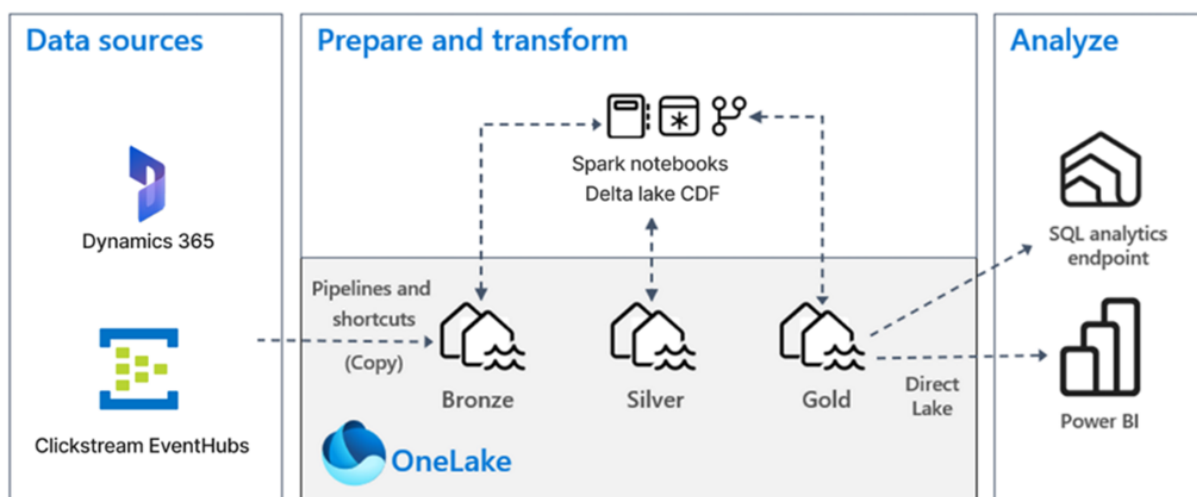 Data sources
Prepare and transform
Analyze
Dynamics 365
Clickstream EventHubs
Spark notebooks
Delta lake CDF
Pipelines and
shortcuts
(Copy)
Bronze
Silver
Gold
Direct
Lake
OneLake
SQL analytics
endpoint
Power BI